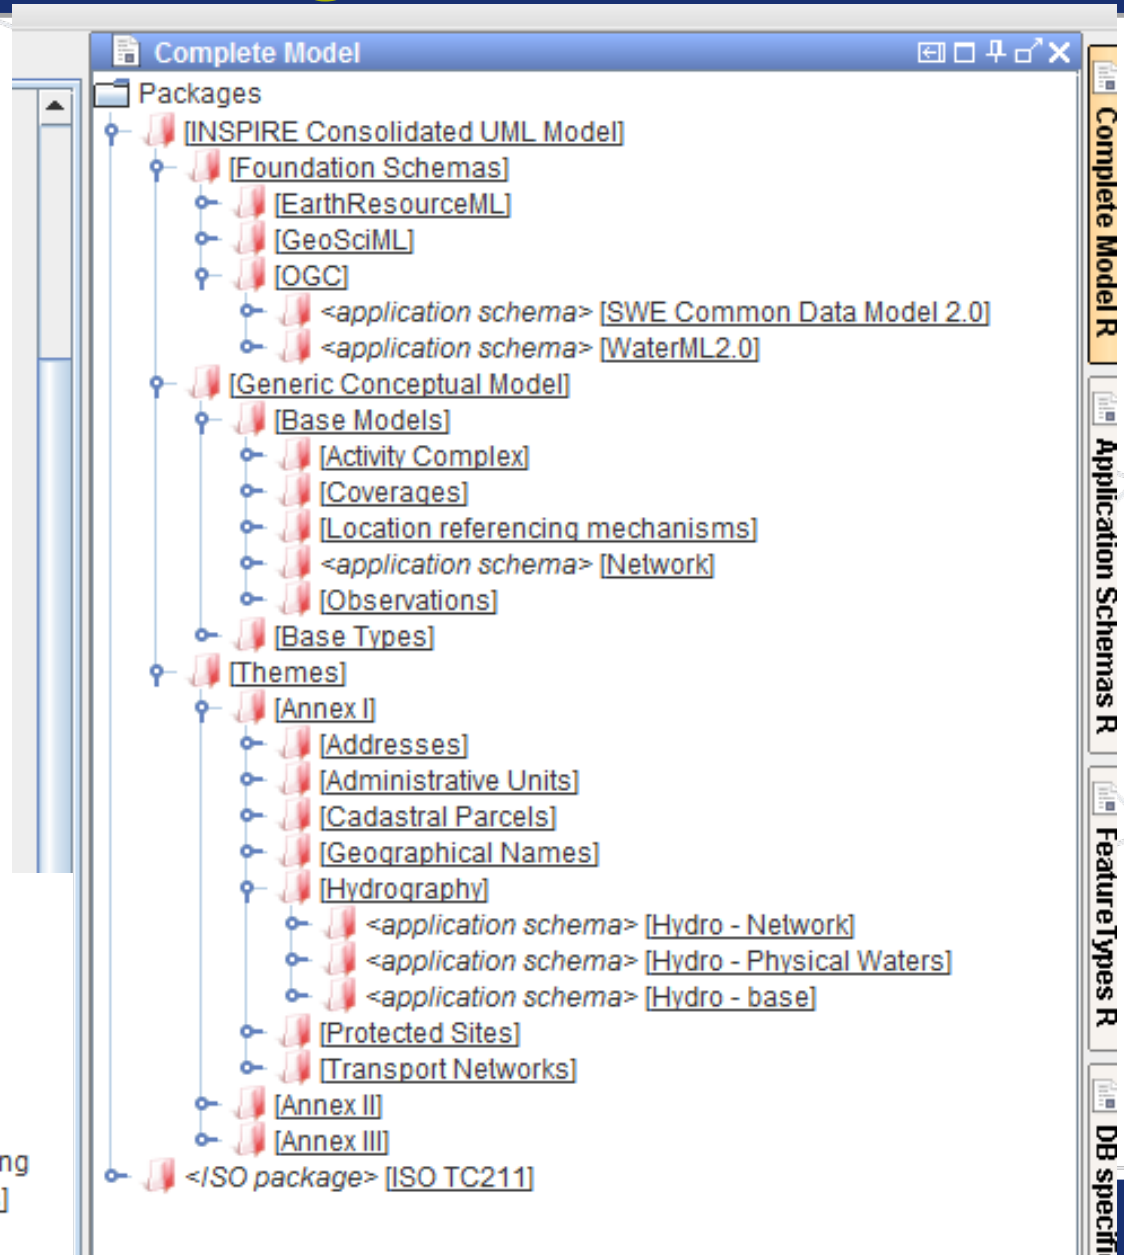 Complete Model
Packages
[INSPIRE Consolidated UML Model]
[Foundation Schemas]
[EarthResourceML]
[GeoSciML]
[OGC]
<application schema> [SWE Common Data Model 2.0]
<application schema> [WaterML2.0]
[Generic Conceptual Model]
[Base Models]
[Activity Complex]
[Coverages]
[Location referencing mechanisms]
<application schema> [Network]
[Observations]
[Base Types]
[Themes]
[Annex I]
[Addresses]
[Administrative Units]
[Cadastral Parcels]
[Geographical Names]
[Hydrography]
<application schema> [Hydro - Network]
<application schema> [Hydro - Physical Waters]
<application schema> [Hydro - base]
[Protected Sites]
[Transport Networks]
[Annex II]
[Annex III]
<ISO package> [ISO TC211]
ng
]
Complete Model R
Application Schemas R
FeatureTypes R
DB specifi